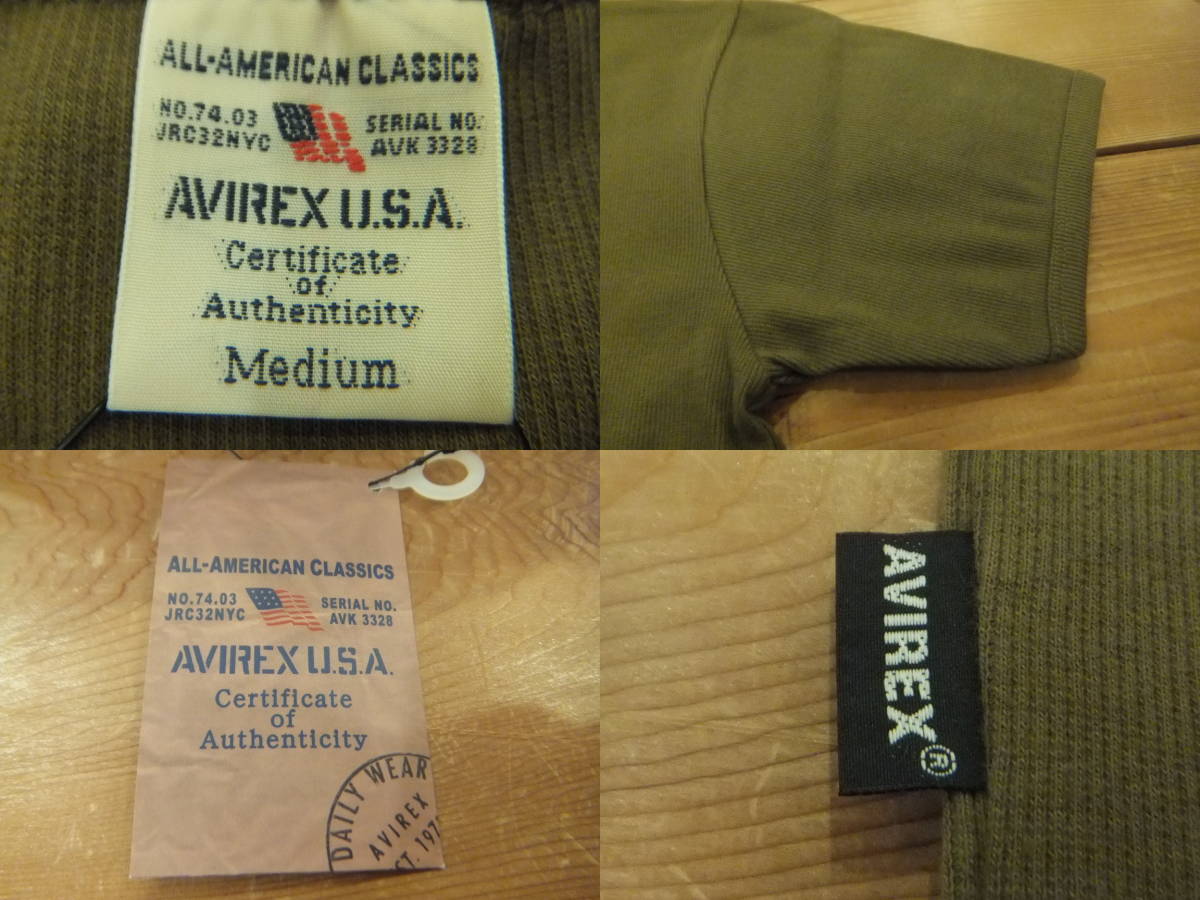 ALL-AMERICAN CLASSICS
NO.74.03
JRC32NYC
SERIAL NO.
AVK 3328
AVIREX U.S.A.
Certificate
of
Authenticity
Medium
ALL-AMERICAN CLASSICS
NO.74.03
JRC32NYC
SERIAL NO.
AVK 3328
AVIREX U.S.A.
Certificate
of
Authenticity
DAILY WEAR
AVIREX
AVIREX®